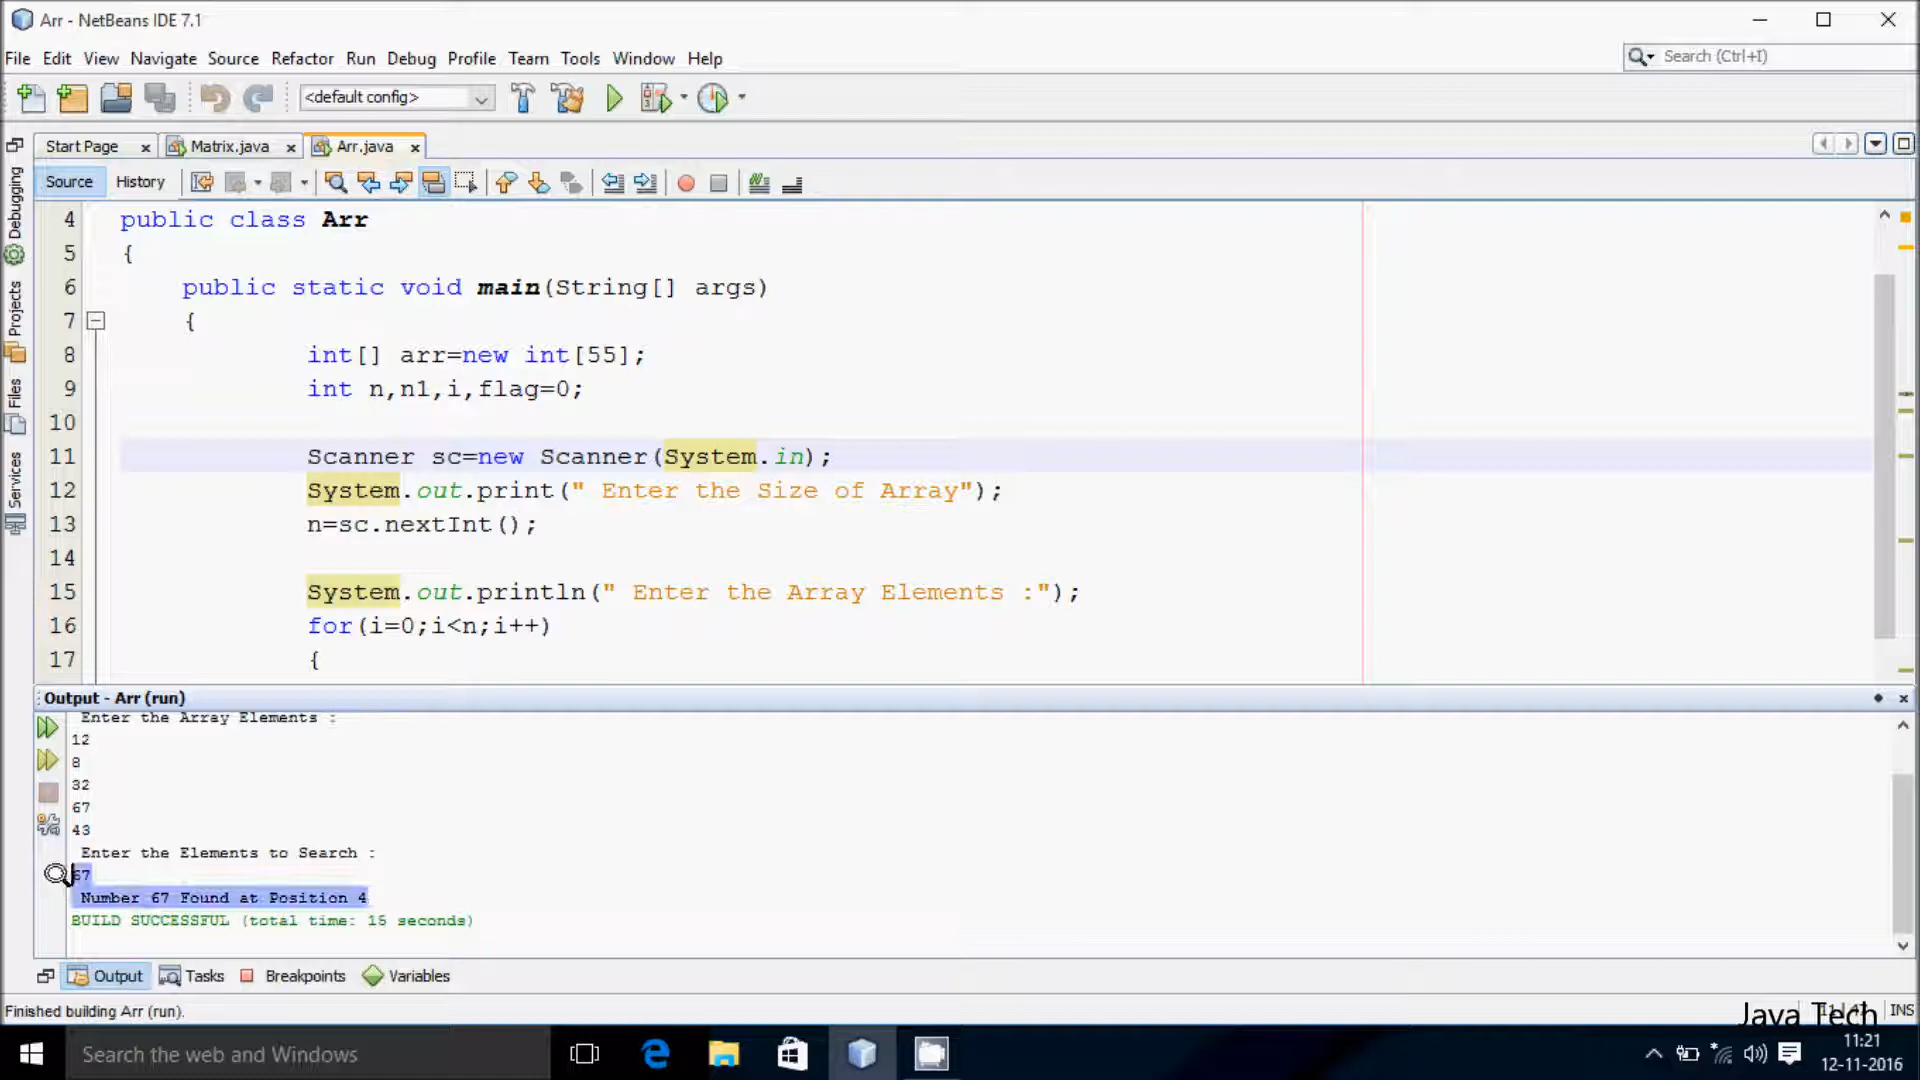 Arr - NetBeans IDE 7.1
File Edit View Navigate Source Refactor Run Debug Profile Team Tools Window Help
Search (Ctrl+I)
<default config>
Start Page Matrix.java Arr.java
Source History
Debugging
Projects
Files
Services
4 public class Arr
5 {
6 public static void main(String[] args)
7 {
8 int[] arr=new int[55];
9 int n,n1,i,flag=0;
10
11 Scanner sc=new Scanner(System.in);
12 System.out.print(" Enter the Size of Array");
13 n=sc.nextInt();
14
15 System.out.println(" Enter the Array Elements :");
16 for(i=0;i<n;i++)
17 {
Output - Arr (run)
Enter the Array Elements :
12
8
32
67
43
Enter the Elements to Search :
67
Number 67 Found at Position 4
BUILD SUCCESSFUL (total time: 15 seconds)
Output Tasks Breakpoints Variables
Finished building Arr (run).
INS
Java Tech
Search the web and Windows
11:21
12-11-2016